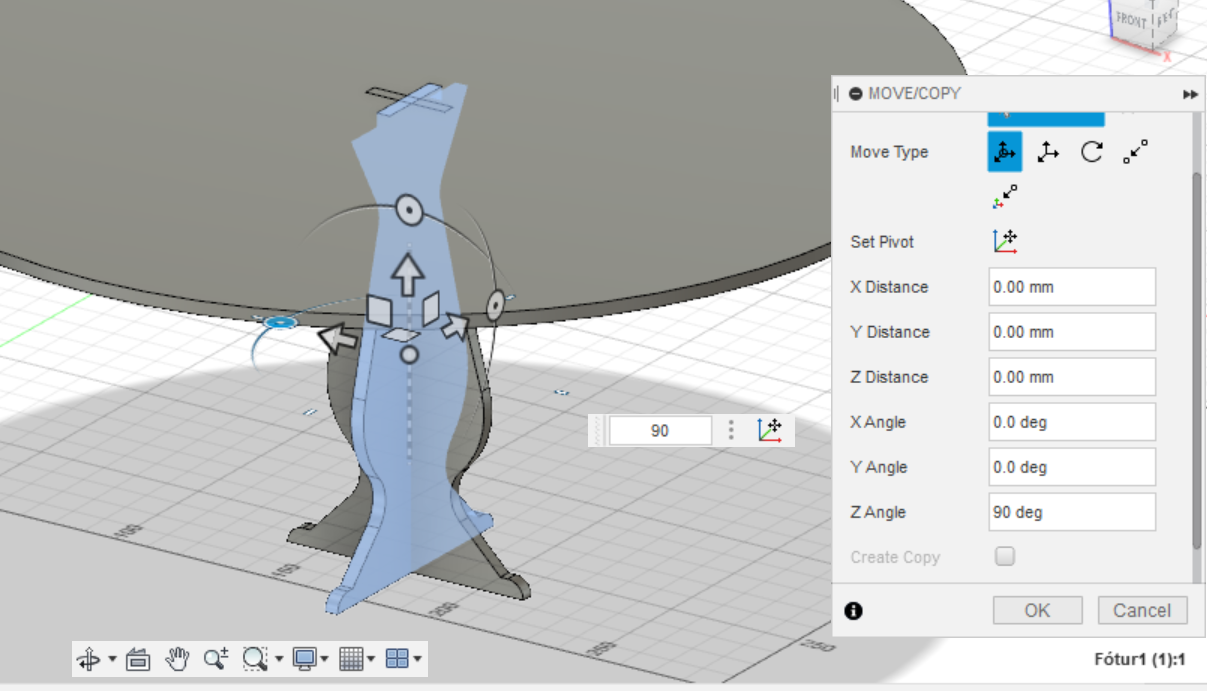 FRONT
X
MOVE/COPY
Move Type
Set Pivot
X Distance 0.00 mm
Y Distance 0.00 mm
Z Distance 0.00 mm
X Angle 0.0 deg
90
Y Angle 0.0 deg
Z Angle 90 deg
100
Create Copy
150
200
OK Cancel
250
Fótur1 (1):1